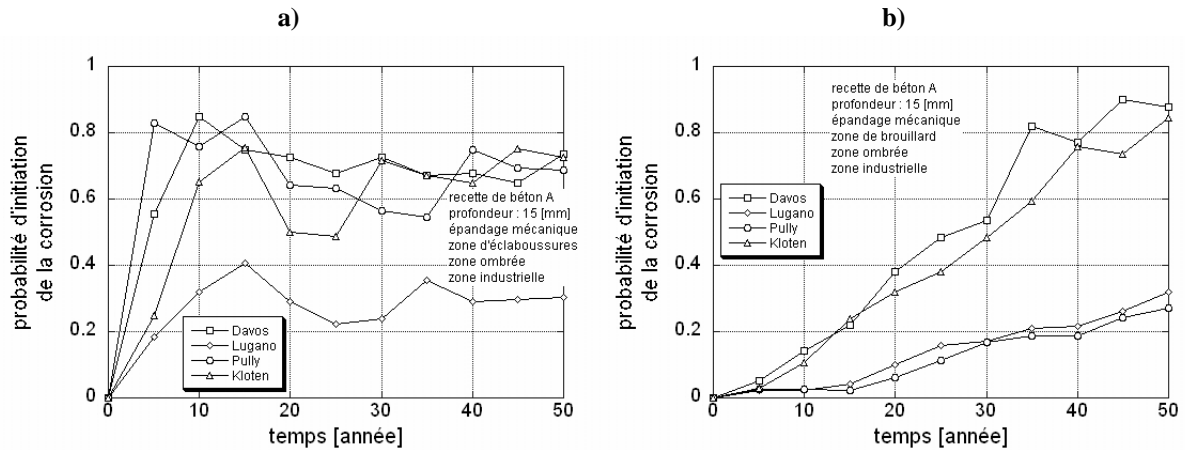 a)
1
0.8
0.6
0.4
0.2
0
probabilité d'initiation
de la corrosion
recette de béton A
profondeur : 15 [mm]
épandage mécanique
zone d'éclaboussures
zone ombrée
zone industrielle
Davos
Lugano
Pully
Kloten
0
10
20
30
40
50
temps [année]
b)
1
0.8
0.6
0.4
0.2
0
probabilité d'initiation
de la corrosion
recette de béton A
profondeur : 15 [mm]
épandage mécanique
zone de brouillard
zone ombrée
zone industrielle
Davos
Lugano
Pully
Kloten
0
10
20
30
40
50
temps [année]